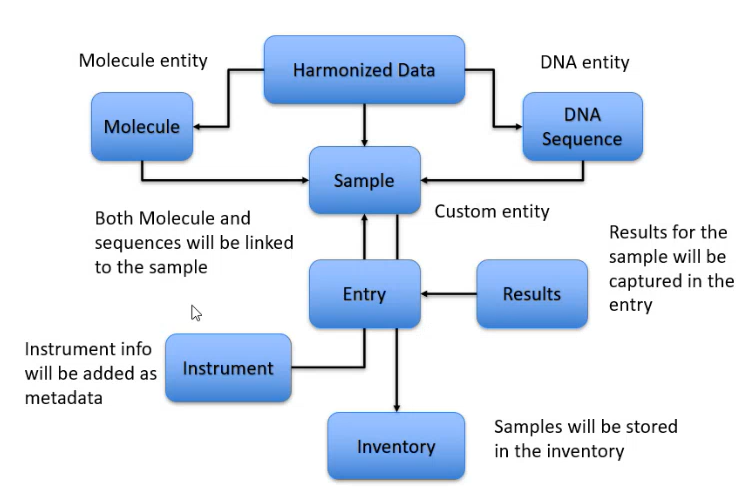 Molecule entity
Harmonized Data
DNA entity
Molecule
DNA
Sequence
Sample
Both Molecule and
sequences will be linked
to the sample
Custom entity
Results for the
sample will be
captured in the
entry
Entry
Results
Instrument info
will be added as
metadata
Instrument
Inventory
Samples will be stored
in the inventory